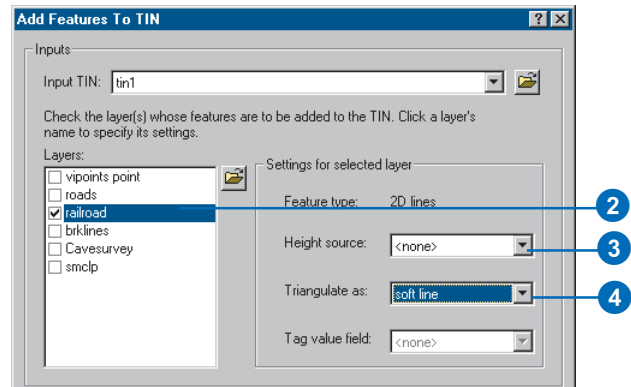 Add Features To TIN
Inputs
Input TIN: tin1
Check the layer(s) whose features are to be added to the TIN. Click a layer's
name to specify its settings.
Layers:
vipoints point
roads
railroad
brklines
Cavesurvey
smclp
Settings for selected layer
Feature type: 2D lines
2
Height source: <none>
3
Triangulate as: soft line
4
Tag value field: <none>